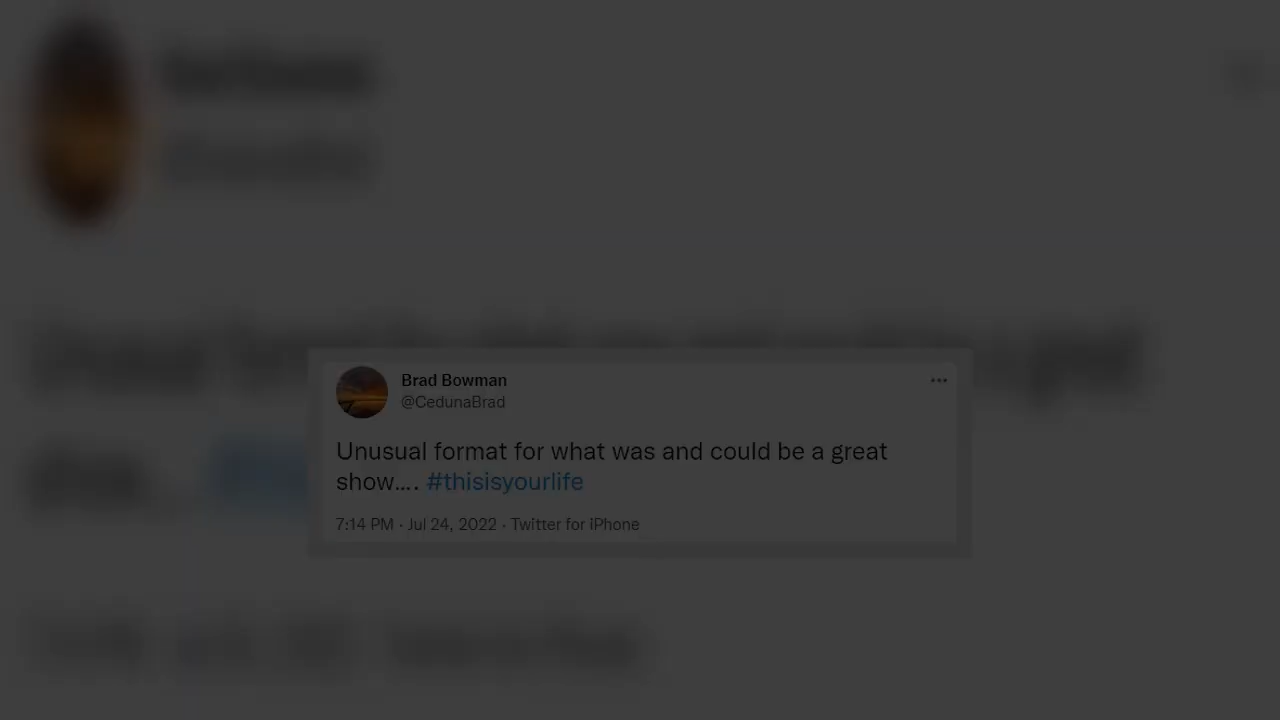 Brad Bowman
@CedunaBrad
Unusual format for what was and could be a great
show.... #thisisyourlife
7:14 PM · Jul 24, 2022 · Twitter for iPhone